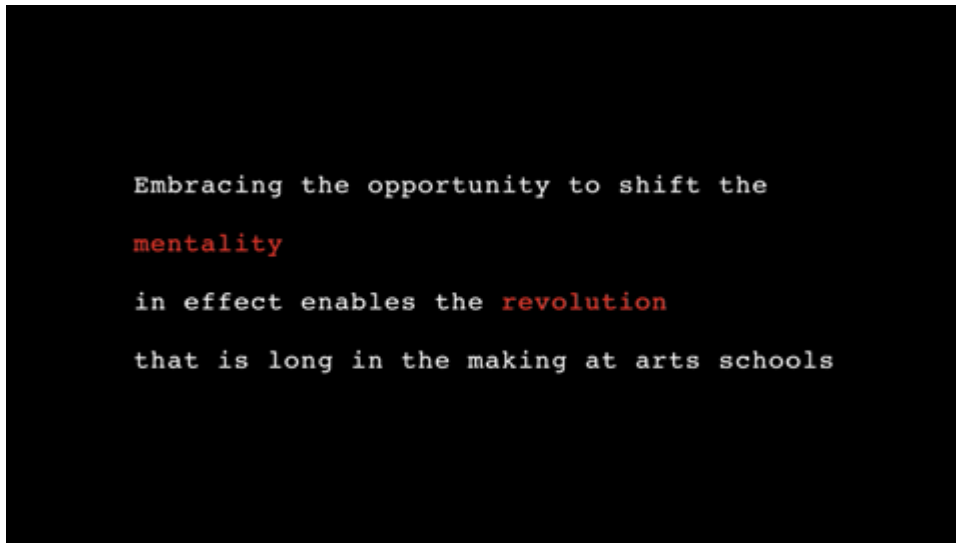 Embracing the opportunity to shift the
mentality
in effect enables the revolution
that is long in the making at arts schools